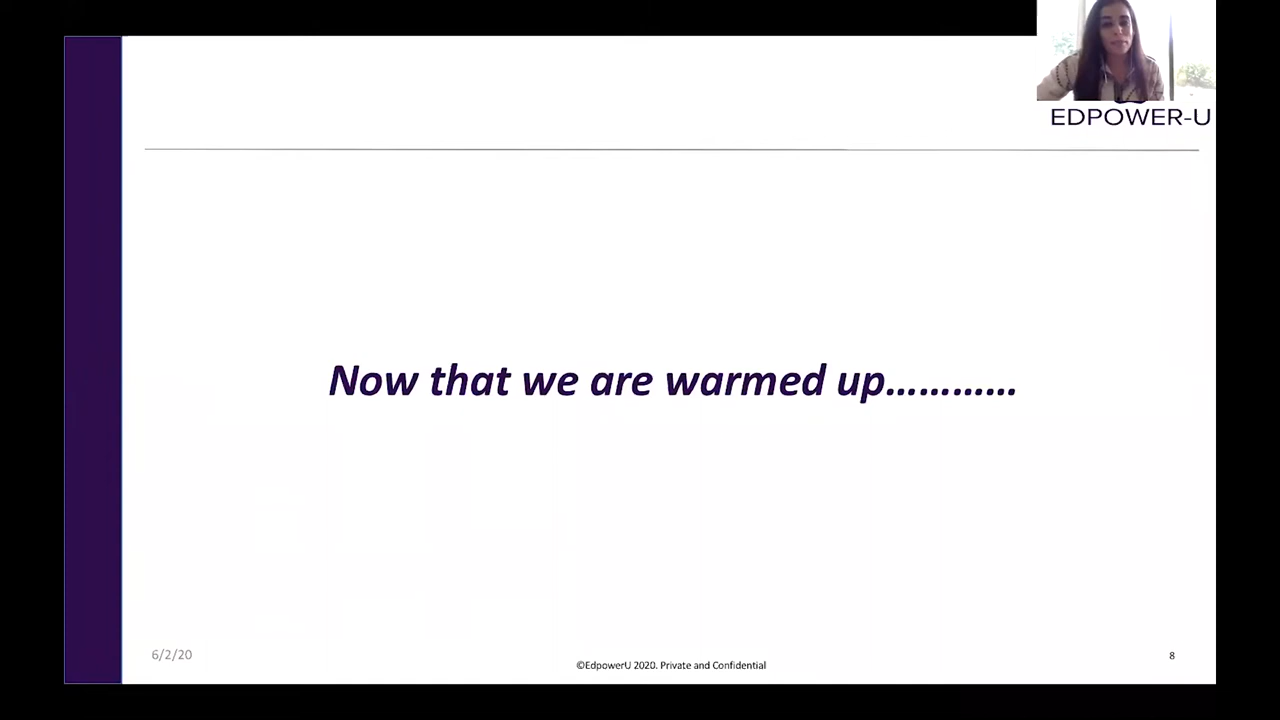 EDPOWER-U
Now that we are warmed up…………
6/2/20
©EdpowerU 2020. Private and Confidential
8